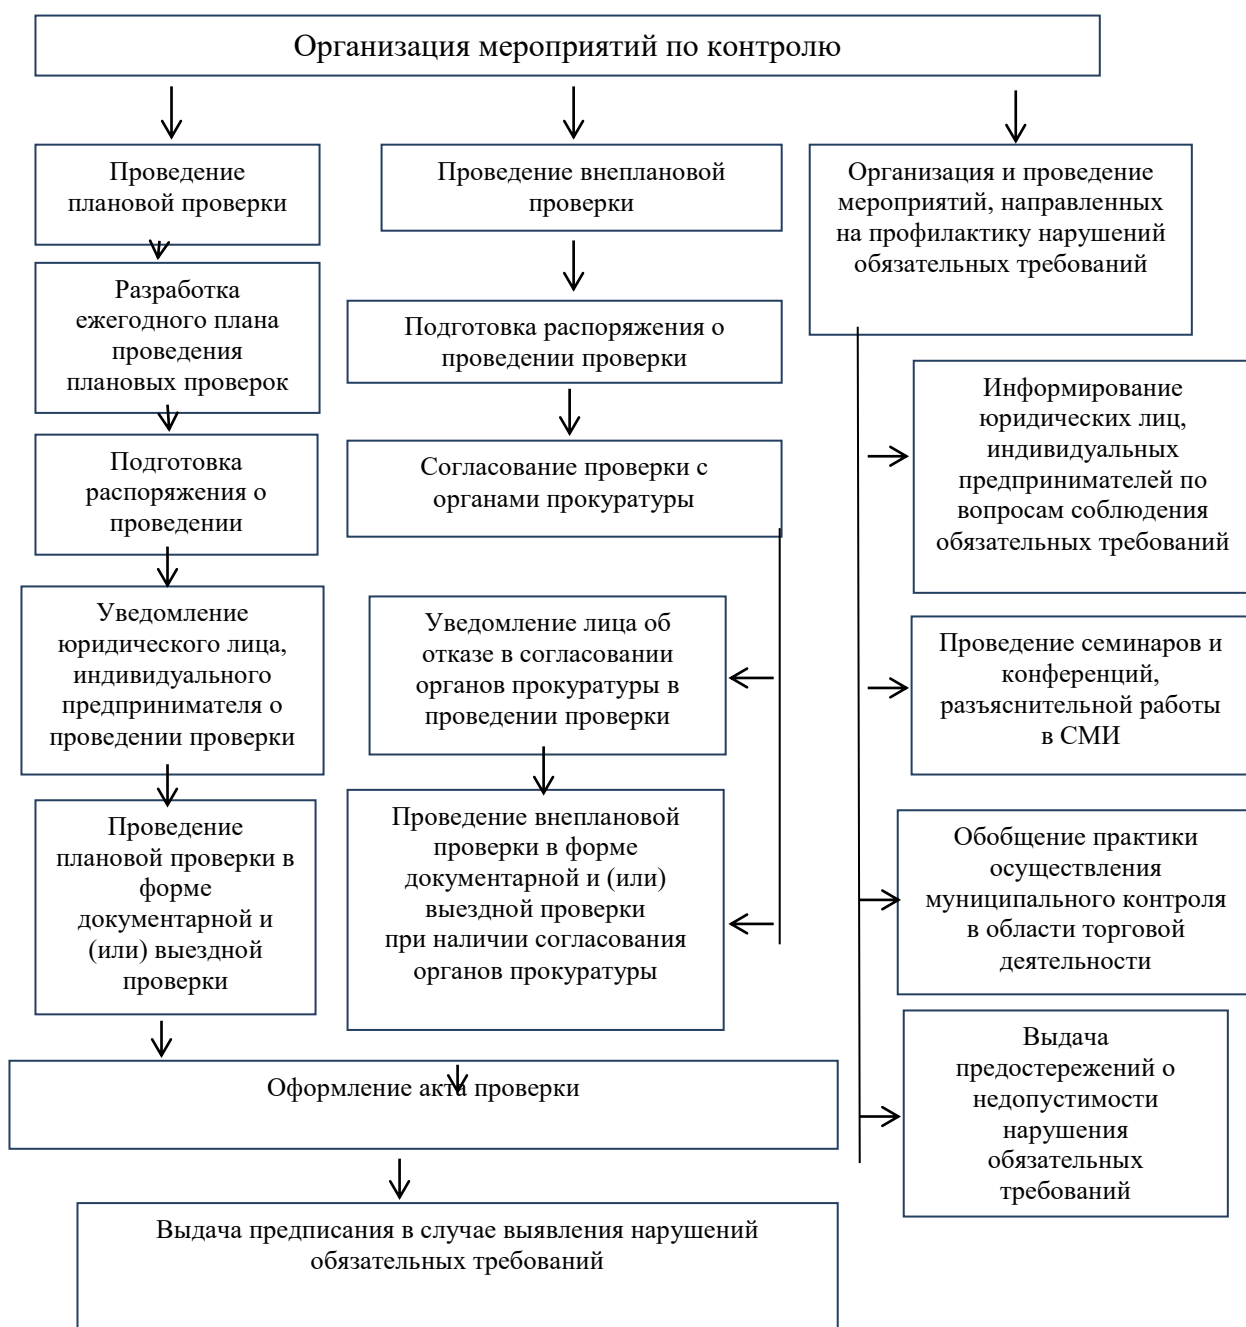 Организация мероприятий по контролю
Проведение
плановой проверки
Разработка
ежегодного плана
проведения
плановых проверок
Подготовка
распоряжения о
проведении
Уведомление
юридического лица,
индивидуального
предпринимателя о
проведении проверки
Проведение
плановой проверки в
форме
документарной и
(или) выездной
проверки
Проведение внеплановой
проверки
Подготовка распоряжения о
проведении проверки
Согласование проверки с
органами прокуратуры
Уведомление лица об
отказе в согласовании
органов прокуратуры в
проведении проверки
Проведение внеплановой
проверки в форме
документарной и (или)
выездной проверки
при наличии согласования
органов прокуратуры
Организация и проведение
мероприятий, направленных
на профилактику нарушений
обязательных требований
Информирование
юридических лиц,
индивидуальных
предпринимателей по
вопросам соблюдения
обязательных требований
Проведение семинаров и
конференций,
разъяснительной работы
в СМИ
Обобщение практики
осуществления
муниципального контроля
в области торговой
деятельности
Выдача
предостережений о
недопустимости
нарушения
обязательных
требований
Оформление акта проверки
Выдача предписания в случае выявления нарушений
обязательных требований